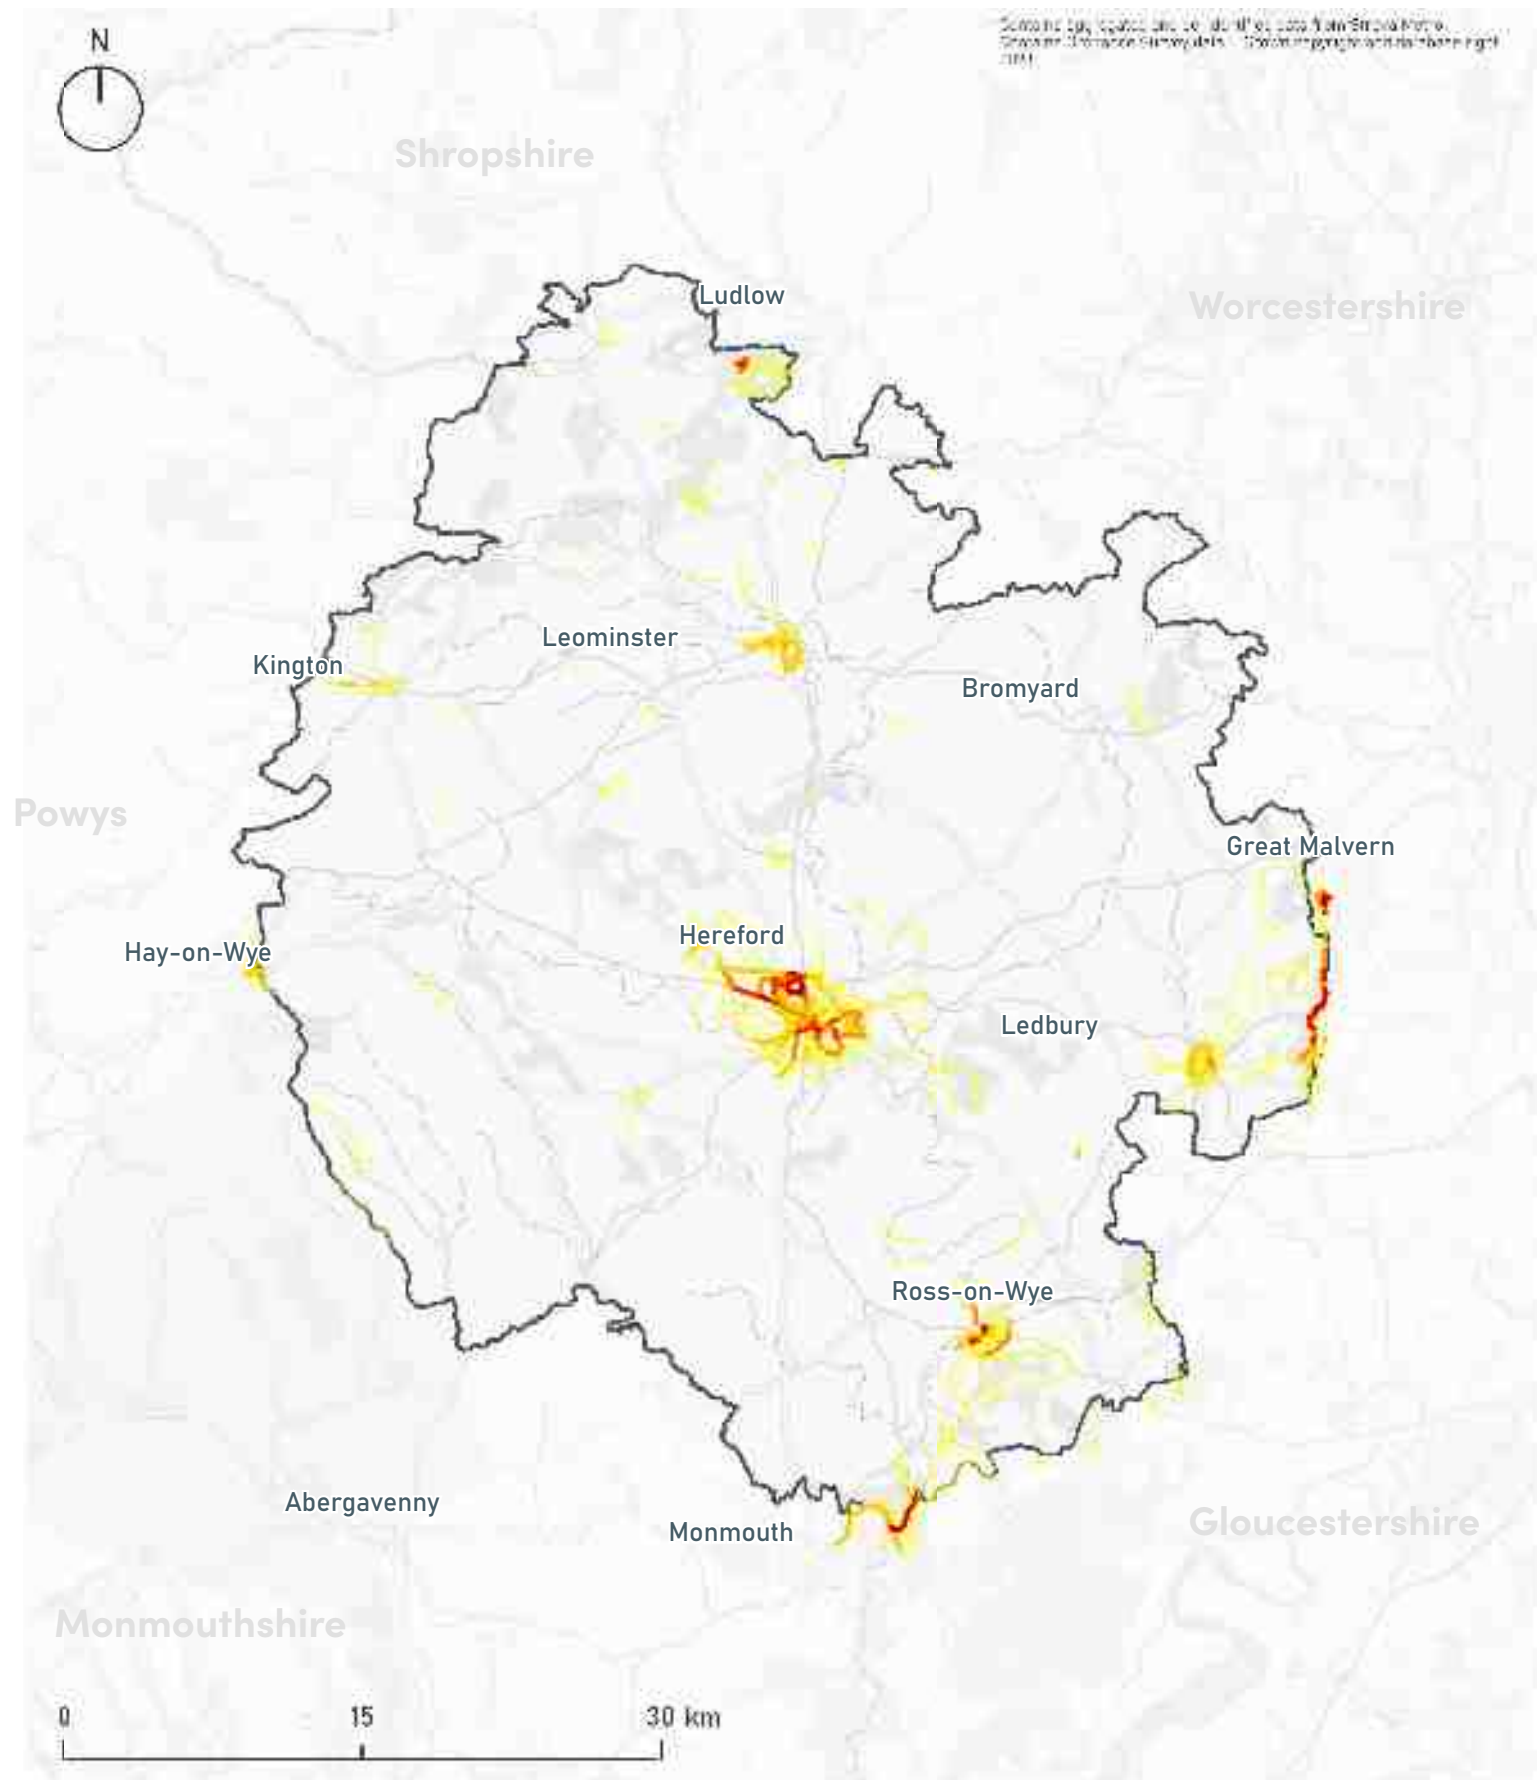 N
Shropshire
Ludlow
Worcestershire
Leominster
Kington
Bromyard
Powys
Great Malvern
Hereford
Hay-on-Wye
Ledbury
Ross-on-Wye
Abergavenny
Monmouth
Gloucestershire
Monmouthshire
0 15 30 km